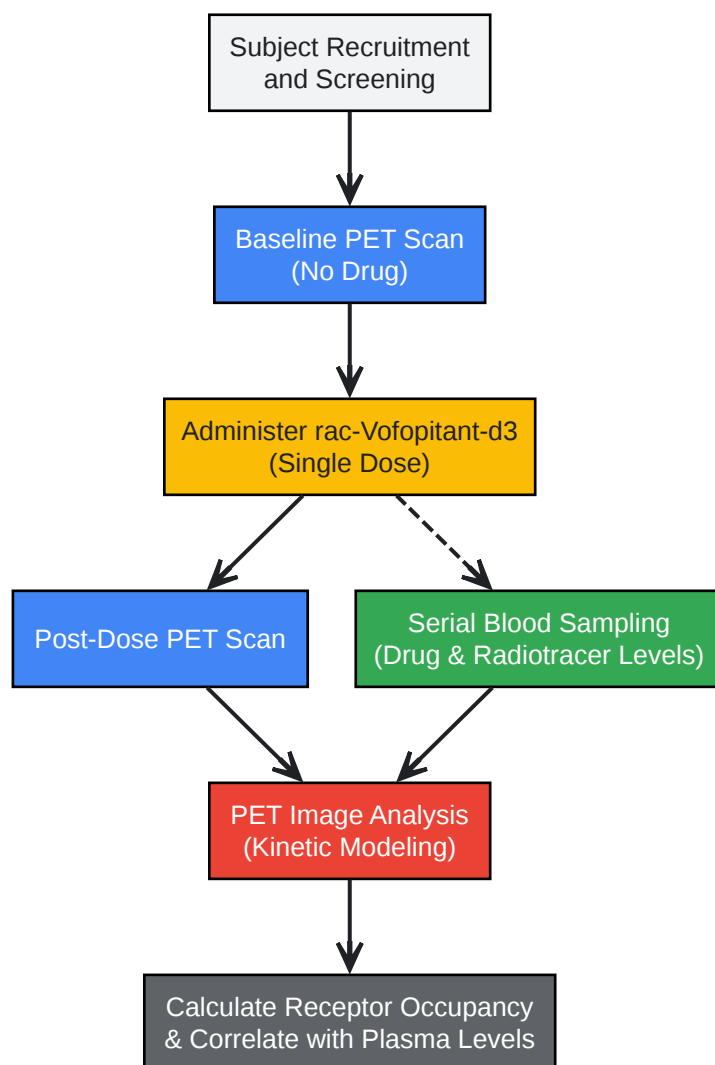 Subject Recruitment
and Screening
Baseline PET Scan
(No Drug)
Administer rac-Vofopitant-d3
(Single Dose)
Post-Dose PET Scan
Serial Blood Sampling
(Drug & Radiotracer Levels)
PET Image Analysis
(Kinetic Modeling)
Calculate Receptor Occupancy
& Correlate with Plasma Levels